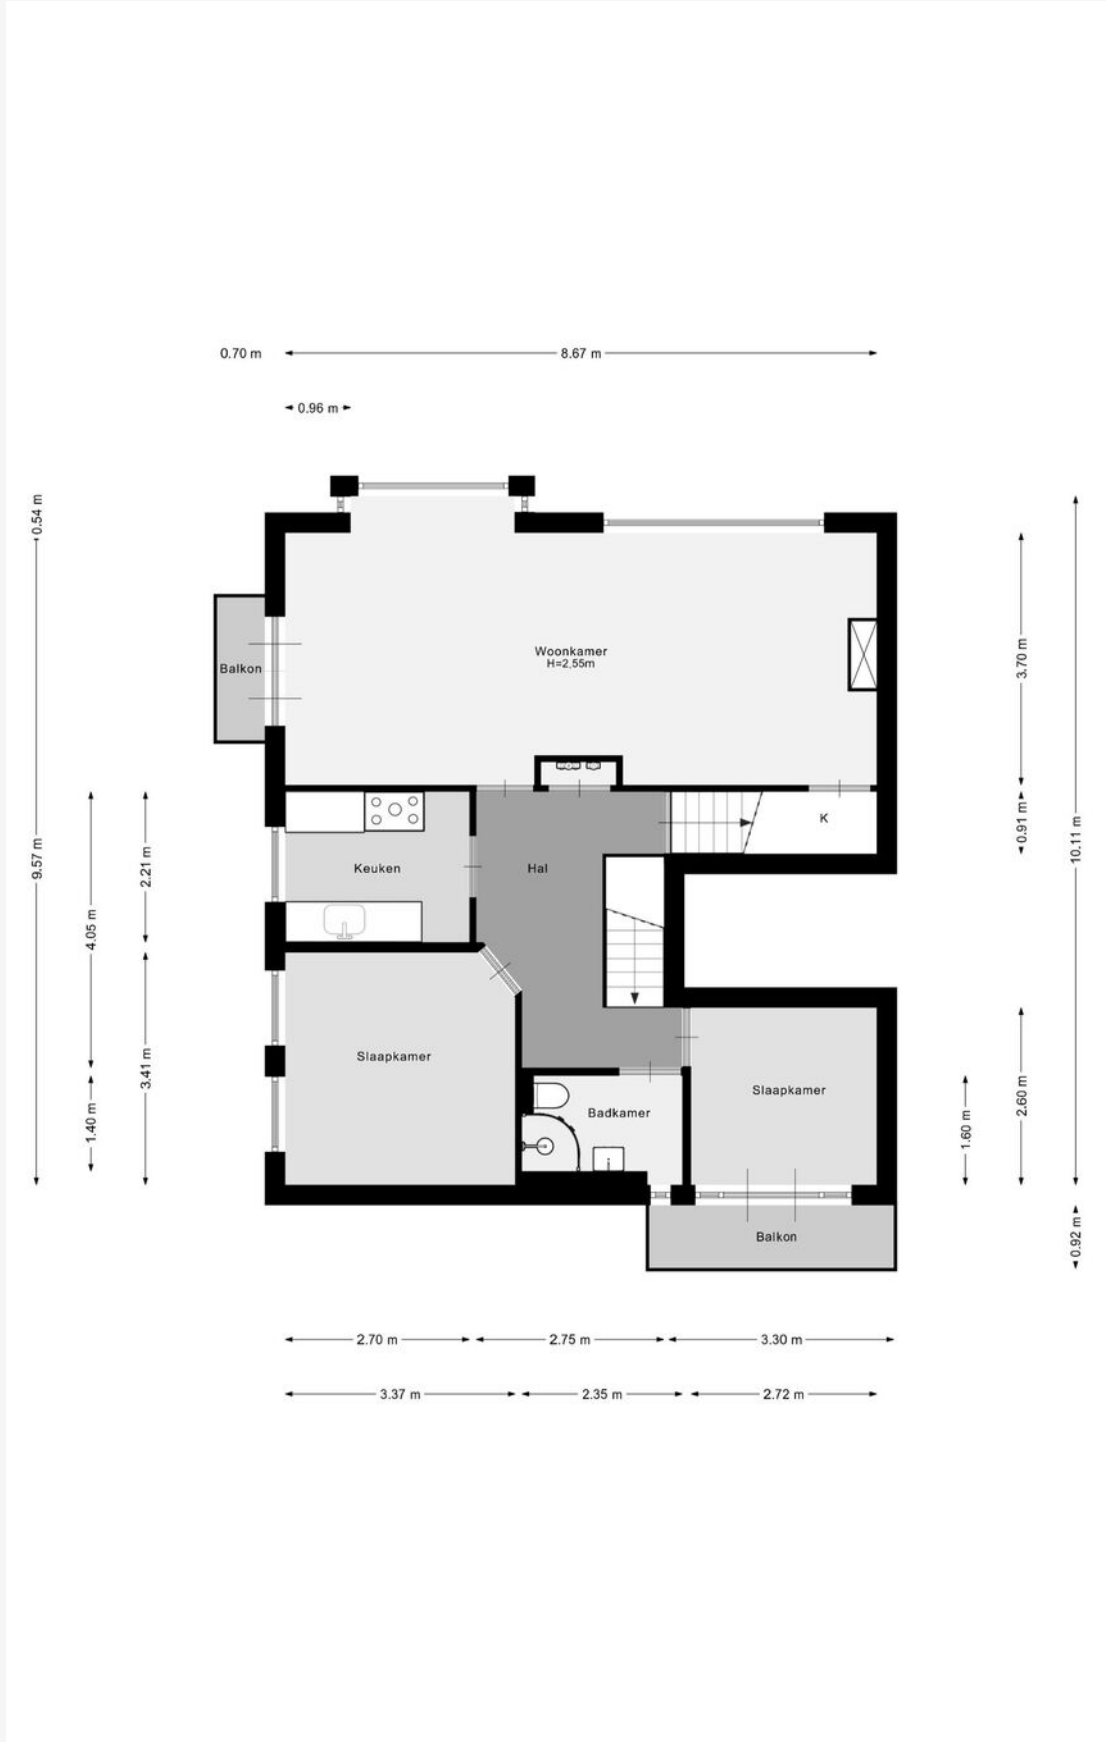 0.70 m
8.67 m
0.96 m
0.54 m
9.57 m
4.05 m
1.40 m
2.21 m
3.41 m
Balkon
Woonkamer
H=2,55m
Keuken
Hal
K
Slaapkamer
Badkamer
Slaapkamer
Balkon
3.70 m
0.91 m
10.11 m
1.60 m
2.60 m
0.92 m
2.70 m
2.75 m
3.30 m
3.37 m
2.35 m
2.72 m